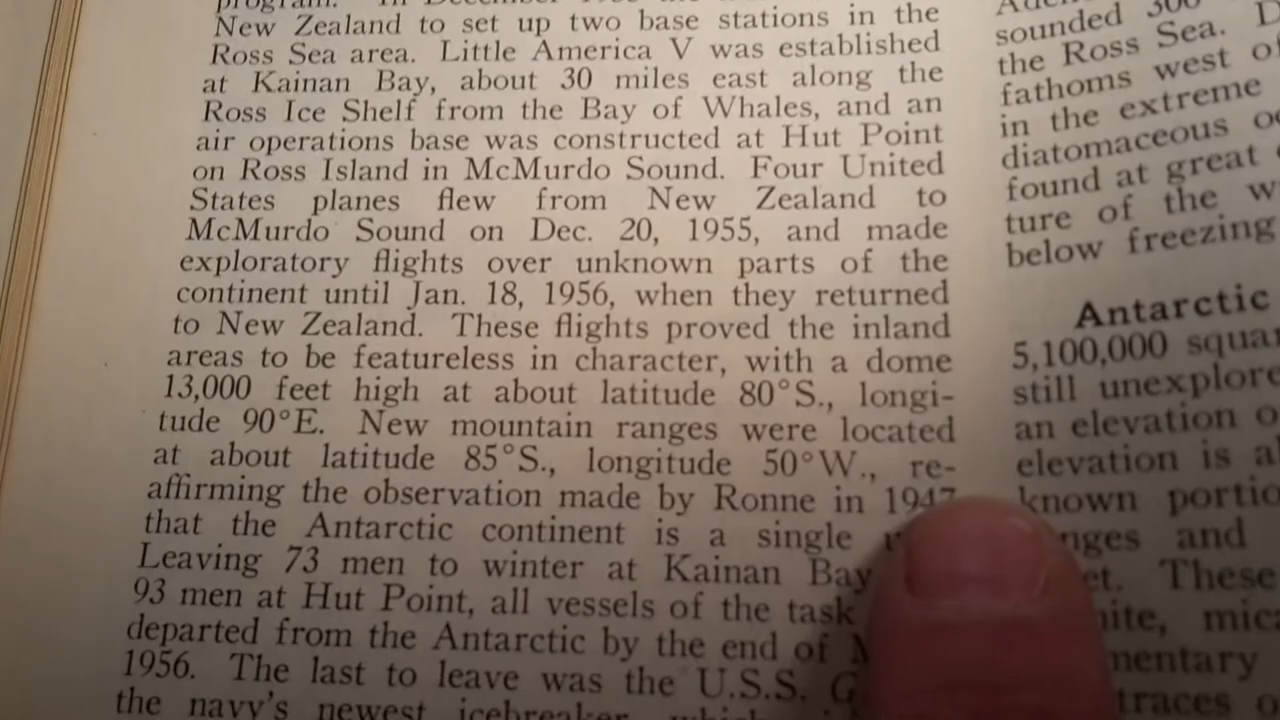 New Zealand to set up two base stations in the
Ross Sea area. Little America V was established
at Kainan Bay, about 30 miles east along the
Ross Ice Shelf from the Bay of Whales, and an
air operations base was constructed at Hut Point
on Ross Island in McMurdo Sound. Four United
States planes flew from New Zealand to
McMurdo Sound on Dec. 20, 1955, and made
exploratory flights over unknown parts of the
continent until Jan. 18, 1956, when they returned
to New Zealand. These flights proved the inland
areas to be featureless in character, with a dome
13,000 feet high at about latitude 80°S., longi-
tude 90°E. New mountain ranges were located
at about latitude 85°S., longitude 50°W., re-
affirming the observation made by Ronne in 1947
that the Antarctic continent is a single
Leaving 73 men to winter at Kainan Bay
93 men at Hut Point, all vessels of the task
departed from the Antarctic by the end of
1956. The last to leave was the U.S.S.
the navy's newest icebreaker, which
sounded 300
the Ross Sea.
fathoms west
in the extreme
diatomaceous
found at great
ture of the
below freezing
Antarctic
5,100,000
still
an elevation
elevation is
known
and
These